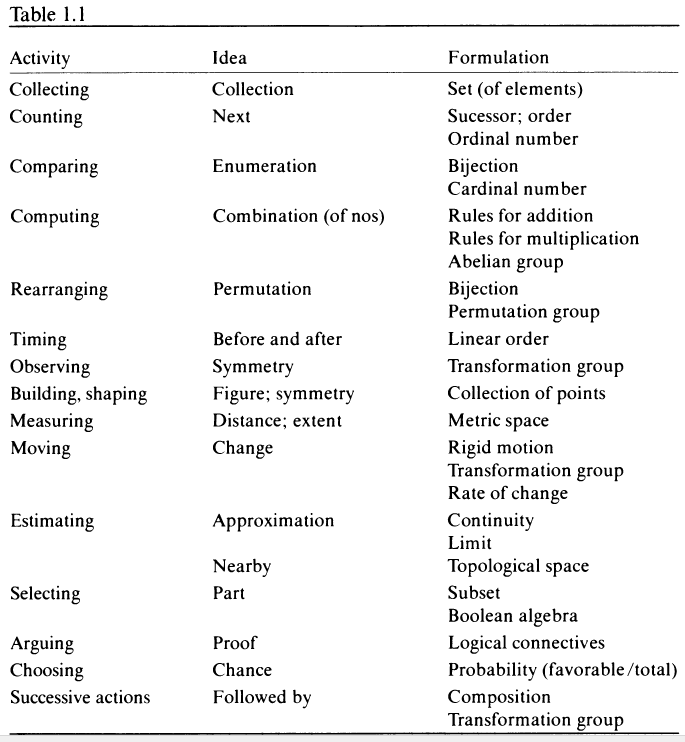 Table 1.1
Activity Idea Formulation
Collecting Collection Set (of elements)
Counting Next Sucessor; order
Ordinal number
Comparing Enumeration Bijection
Cardinal number
Computing Combination (of nos) Rules for addition
Rules for multiplication
Abelian group
Rearranging Permutation Bijection
Permutation group
Timing Before and after Linear order
Observing Symmetry Transformation group
Building, shaping Figure; symmetry Collection of points
Measuring Distance; extent Metric space
Moving Change Rigid motion
Transformation group
Rate of change
Estimating Approximation Continuity
Limit
Nearby Topological space
Selecting Part Subset
Boolean algebra
Arguing Proof Logical connectives
Choosing Chance Probability (favorable/total)
Successive actions Followed by Composition
Transformation group